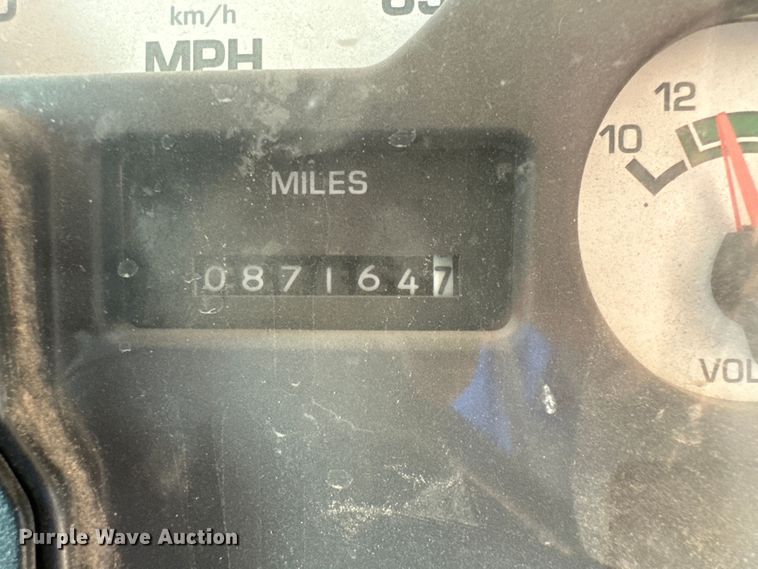 km/h
MPH
12
10
MILES
0871647
VOL
Purple Wave Auction